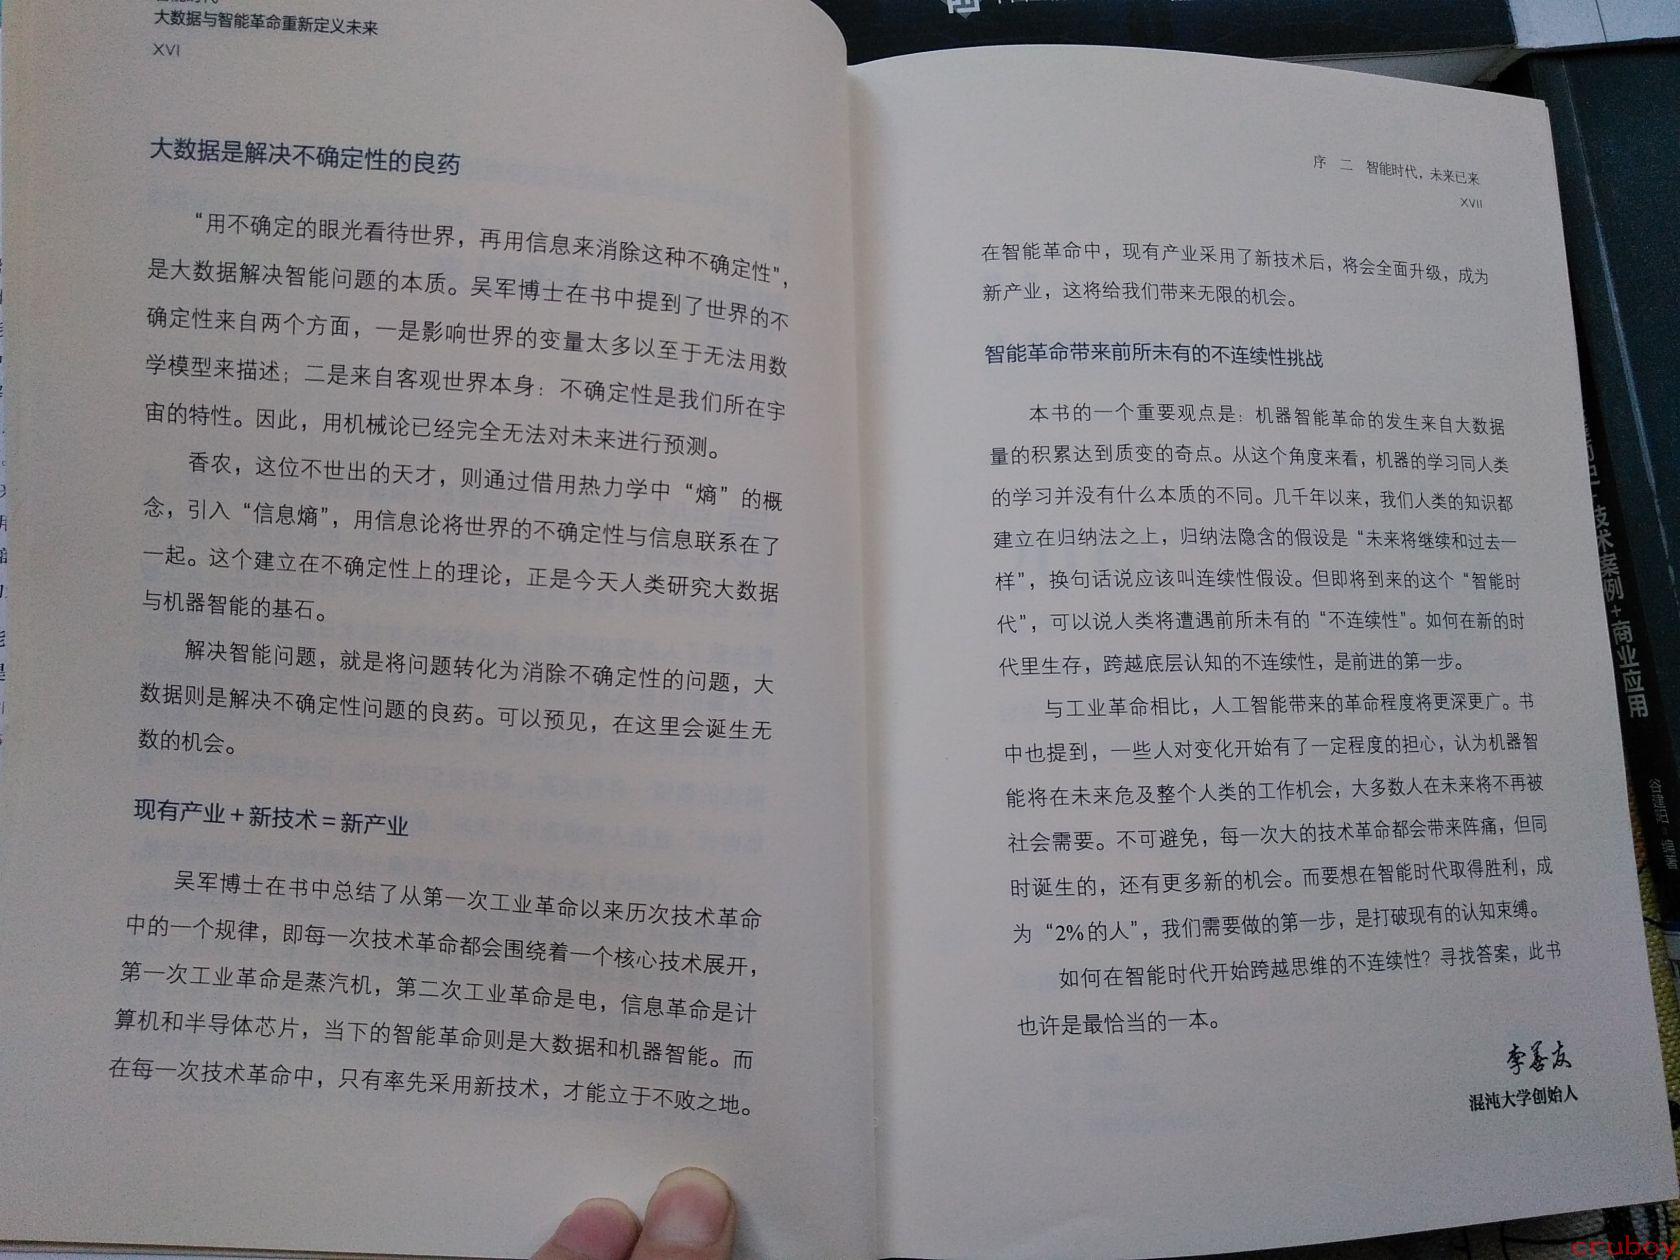 大数据与智能革命重新定义未来
XVI
大数据是解决不确定性的良药
“用不确定的眼光看待世界，再用信息来消除这种不确定性”，
是大数据解决智能问题的本质。吴军博士在书中提到了世界的不
确定性来自两个方面，一是影响世界的变量太多以至于无法用数
学模型来描述；二是来自客观世界本身：不确定性是我们所在宇
宙的特性。因此，用机械论已经完全无法对未来进行预测。
香农，这位不世出的天才，则通过借用热力学中“熵”的概
念，引入“信息熵”，用信息论将世界的不确定性与信息联系在了
一起。这个建立在不确定性上的理论，正是今天人类研究大数据
与机器智能的基石。
解决智能问题，就是将问题转化为消除不确定性的问题，大
数据则是解决不确定性问题的良药。可以预见，在这里会诞生无
数的机会。
现有产业＋新技术＝新产业
吴军博士在书中总结了从第一次工业革命以来历次技术革命
中的一个规律，即每一次技术革命都会围绕着一个核心技术展开，
第一次工业革命是蒸汽机，第二次工业革命是电，信息革命是计
算机和半导体芯片，当下的智能革命则是大数据和机器智能。而
在每一次技术革命中，只有率先采用新技术，才能立于不败之地。
序 二 智能时代，未来已来
XVII
在智能革命中，现有产业采用了新技术后，将会全面升级，成为
新产业，这将给我们带来无限的机会。
智能革命带来前所未有的不连续性挑战
本书的一个重要观点是：机器智能革命的发生来自大数据
量的积累达到质变的奇点。从这个角度来看，机器的学习同人类
的学习并没有什么本质的不同。几千年以来，我们人类的知识都
建立在归纳法之上，归纳法隐含的假设是“未来将继续和过去一
样”，换句话说应该叫连续性假设。但即将到来的这个“智能时
代”，可以说人类将遭遇前所未有的“不连续性”。如何在新的时
代里生存，跨越底层认知的不连续性，是前进的第一步。
与工业革命相比，人工智能带来的革命程度将更深更广。书
中也提到，一些人对变化开始有了一定程度的担心，认为机器智
能将在未来危及整个人类的工作机会，大多数人在未来将不再被
社会需要。不可避免，每一次大的技术革命都会带来阵痛，但同
时诞生的，还有更多新的机会。而要想在智能时代取得胜利，成
为“2%的人”，我们需要做的第一步，是打破现有的认知束缚。
如何在智能时代开始跨越思维的不连续性？寻找答案，此书
也许是最恰当的一本。
李善友
混沌大学创始人
技术案例+商业应用
谷建阳 编著
cruboy